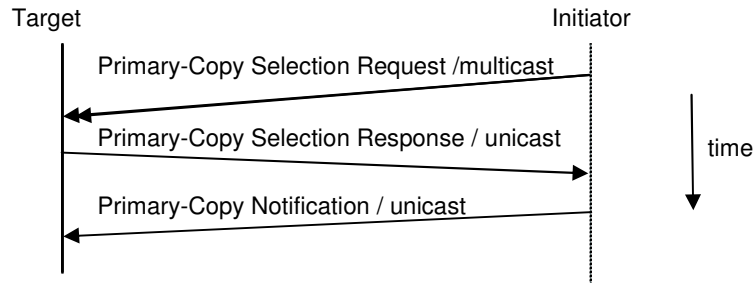 Target
Initiator
Primary-Copy Selection Request /multicast
Primary-Copy Selection Response / unicast
time
Primary-Copy Notification / unicast